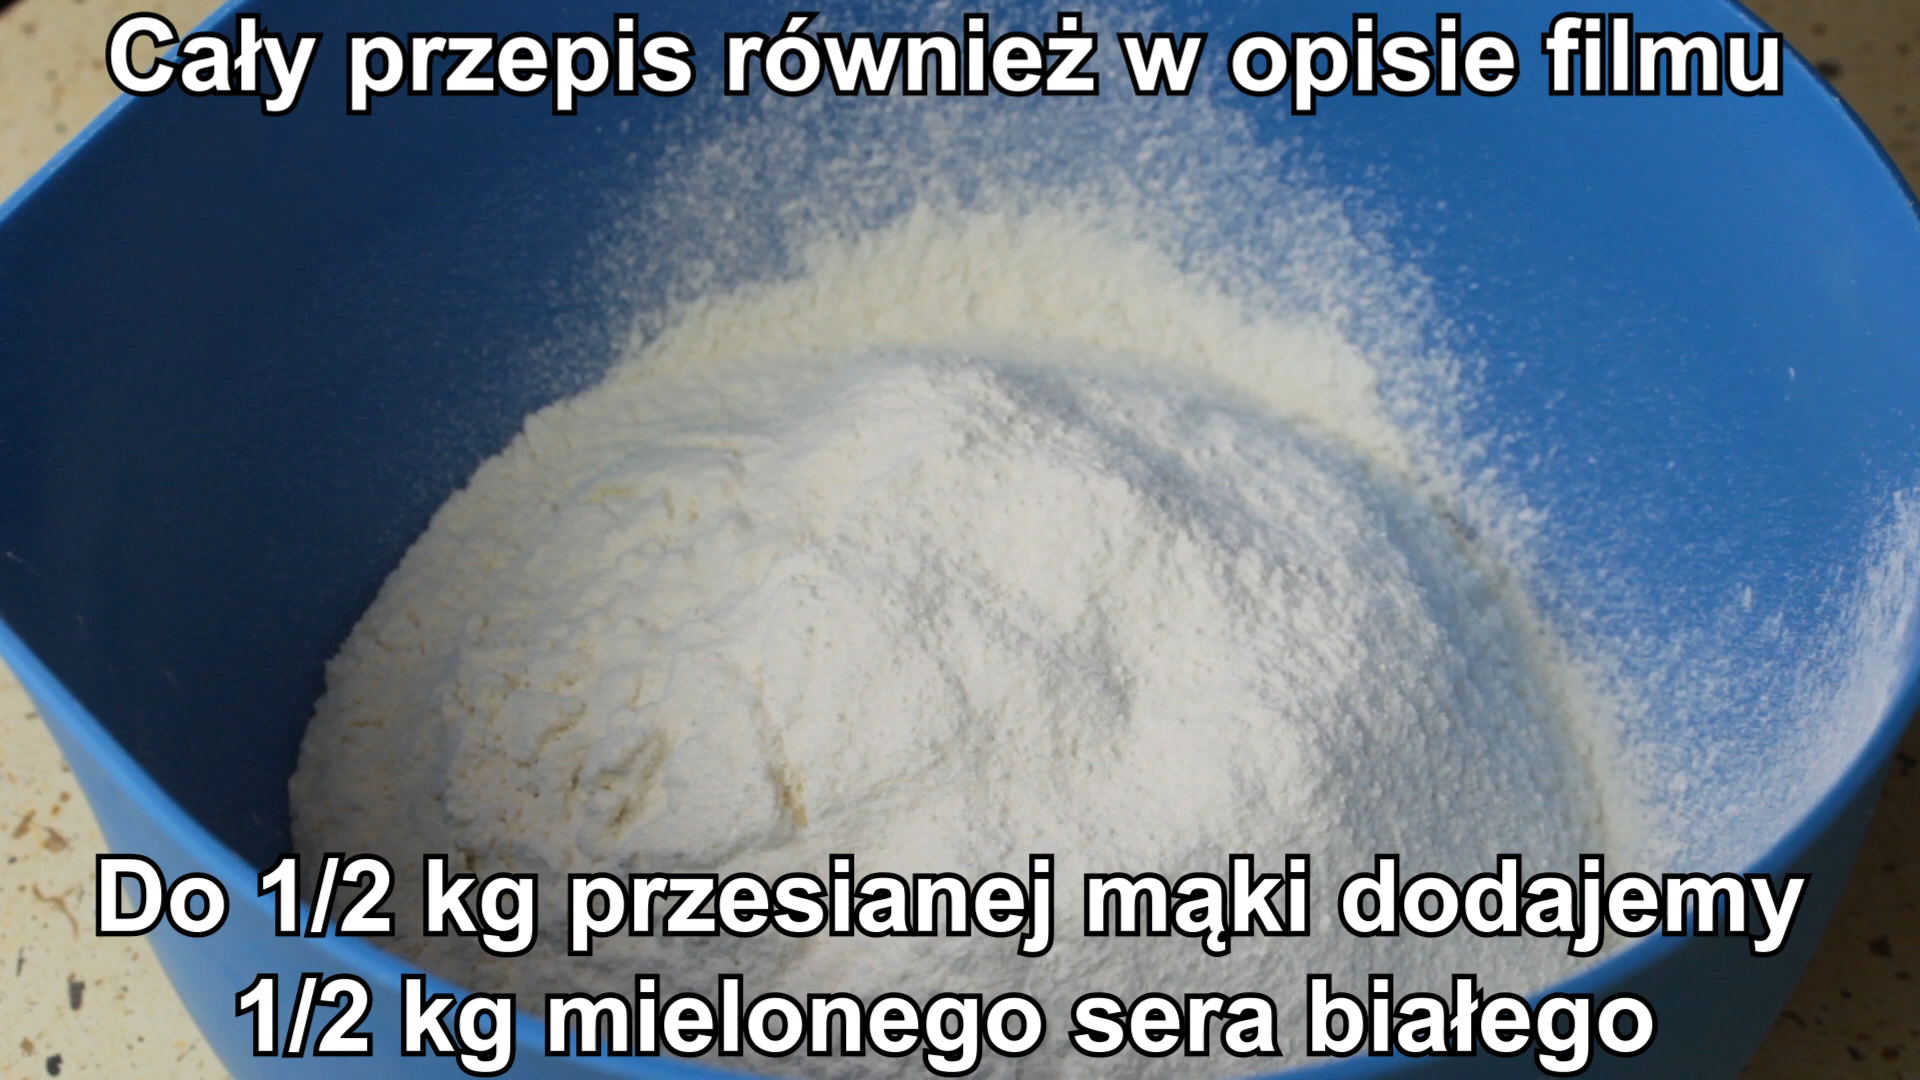 Cały przepis również w opisie filmu
Do 1/2 kg przesianej mąki dodajemy
1/2 kg mielonego sera białego